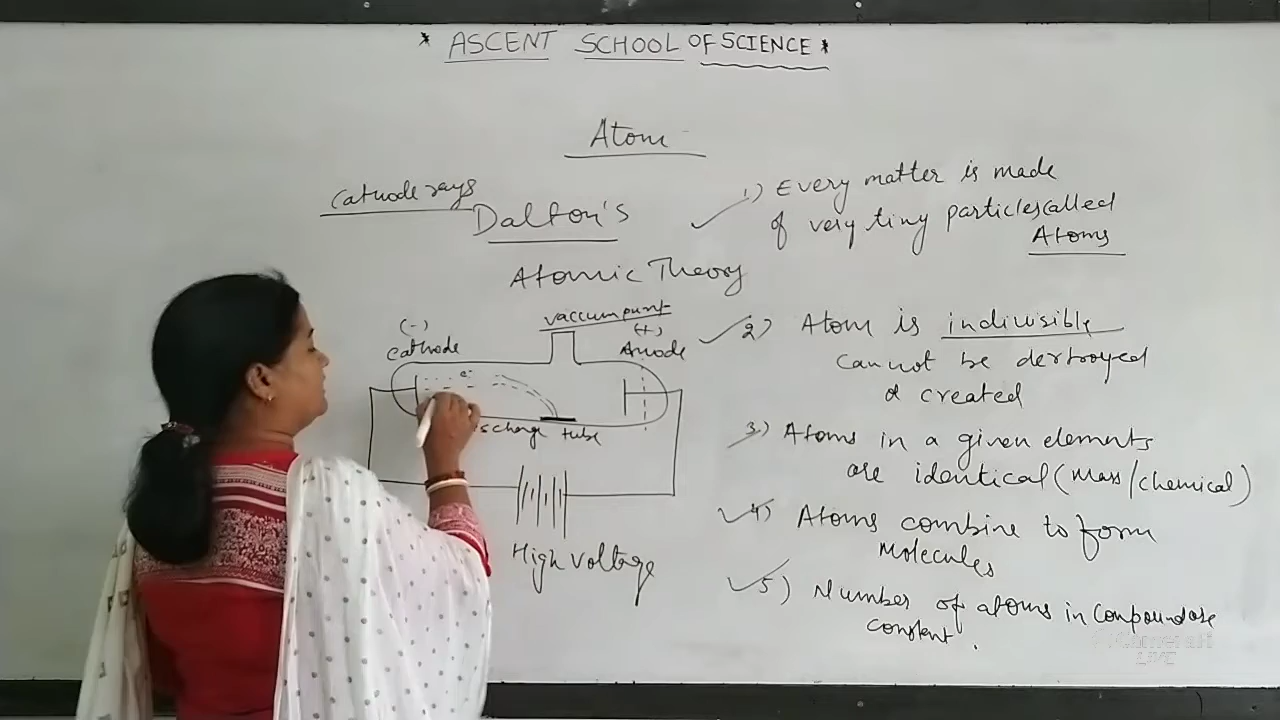 * ASCENT SCHOOL OF SCIENCE *
Atom
Cathode rays
Dalton's
Atomic Theory
1) Every matter is made
of very tiny particles called
Atoms
vaccum pump
(-)
Cathode
(+)
Anode
e-
discharge tube
High voltage
2) Atom is indivisible
cannot be destroyed
& created
3) Atoms in a given elements
are identical (mass/chemical)
4) Atoms combine to form
Molecules
5) Number of atoms in Compound are
constant.
LIVE